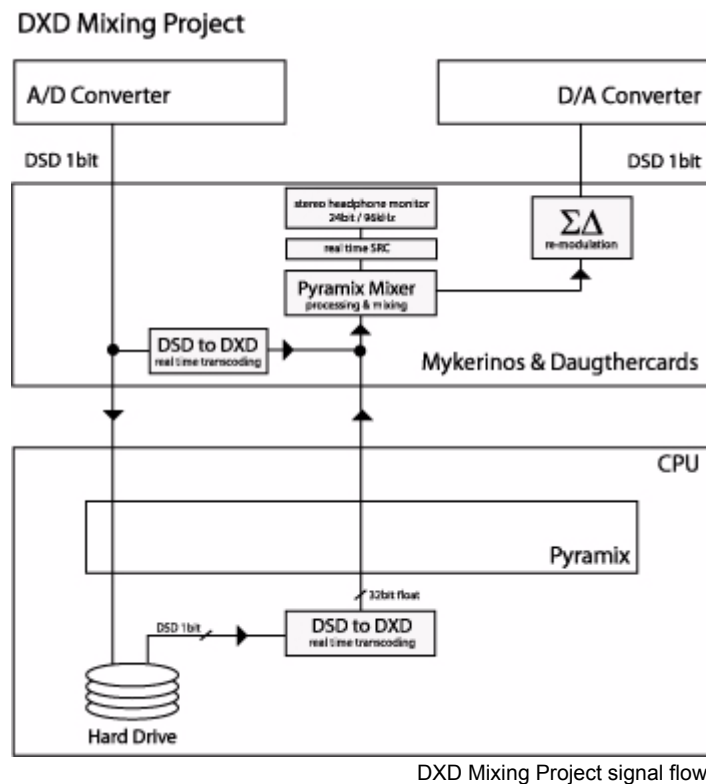 DXD Mixing Project
A/D Converter
D/A Converter
DSD 1bit
DSD 1bit
stereo headphone monitor
24bit / 96kHz
real time SRC
ΣΔ
re-modulation
Pyramix Mixer
processing & mixing
DSD to DXD
real time transcoding
Mykerinos & Daugthercards
CPU
Pyramix
32bit float
DSD 1bit
DSD to DXD
real time transcoding
Hard Drive
DXD Mixing Project signal flow